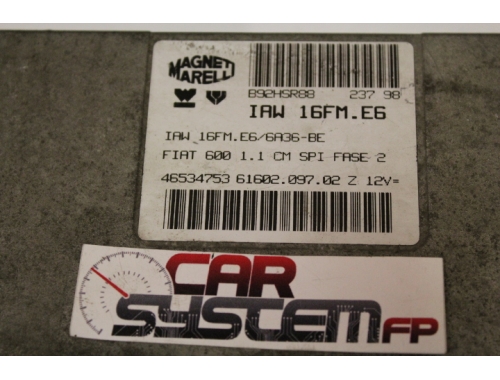 MAGNETI
MARELLI
B92HSR88 237 98
IAW 16FM.E6
IAW 16FM.E6/6A36-BE
FIAT 600 1.1 CM SPI FASE 2
46534753 61602.097.02 Z 12V=
CAR
SYSTEM FP